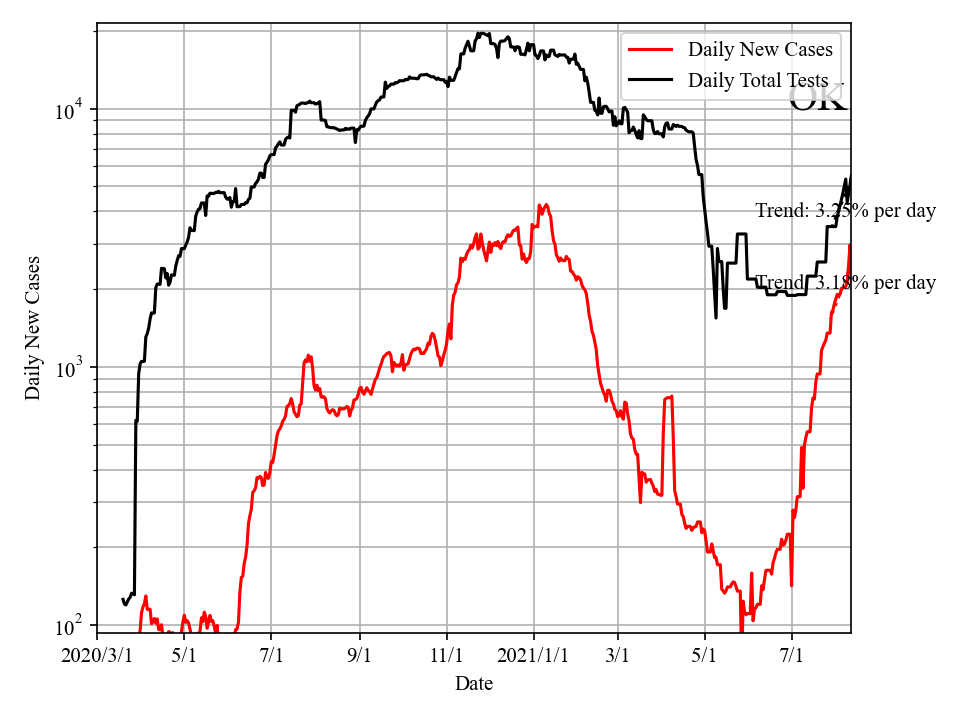 Daily New Cases
Daily Total Tests
OK
10^4
Trend: 3.25% per day
Trend: 3.18% per day
Daily New Cases
10^3
10^2
2020/3/1 5/1 7/1 9/1 11/1 2021/1/1 3/1 5/1 7/1
Date